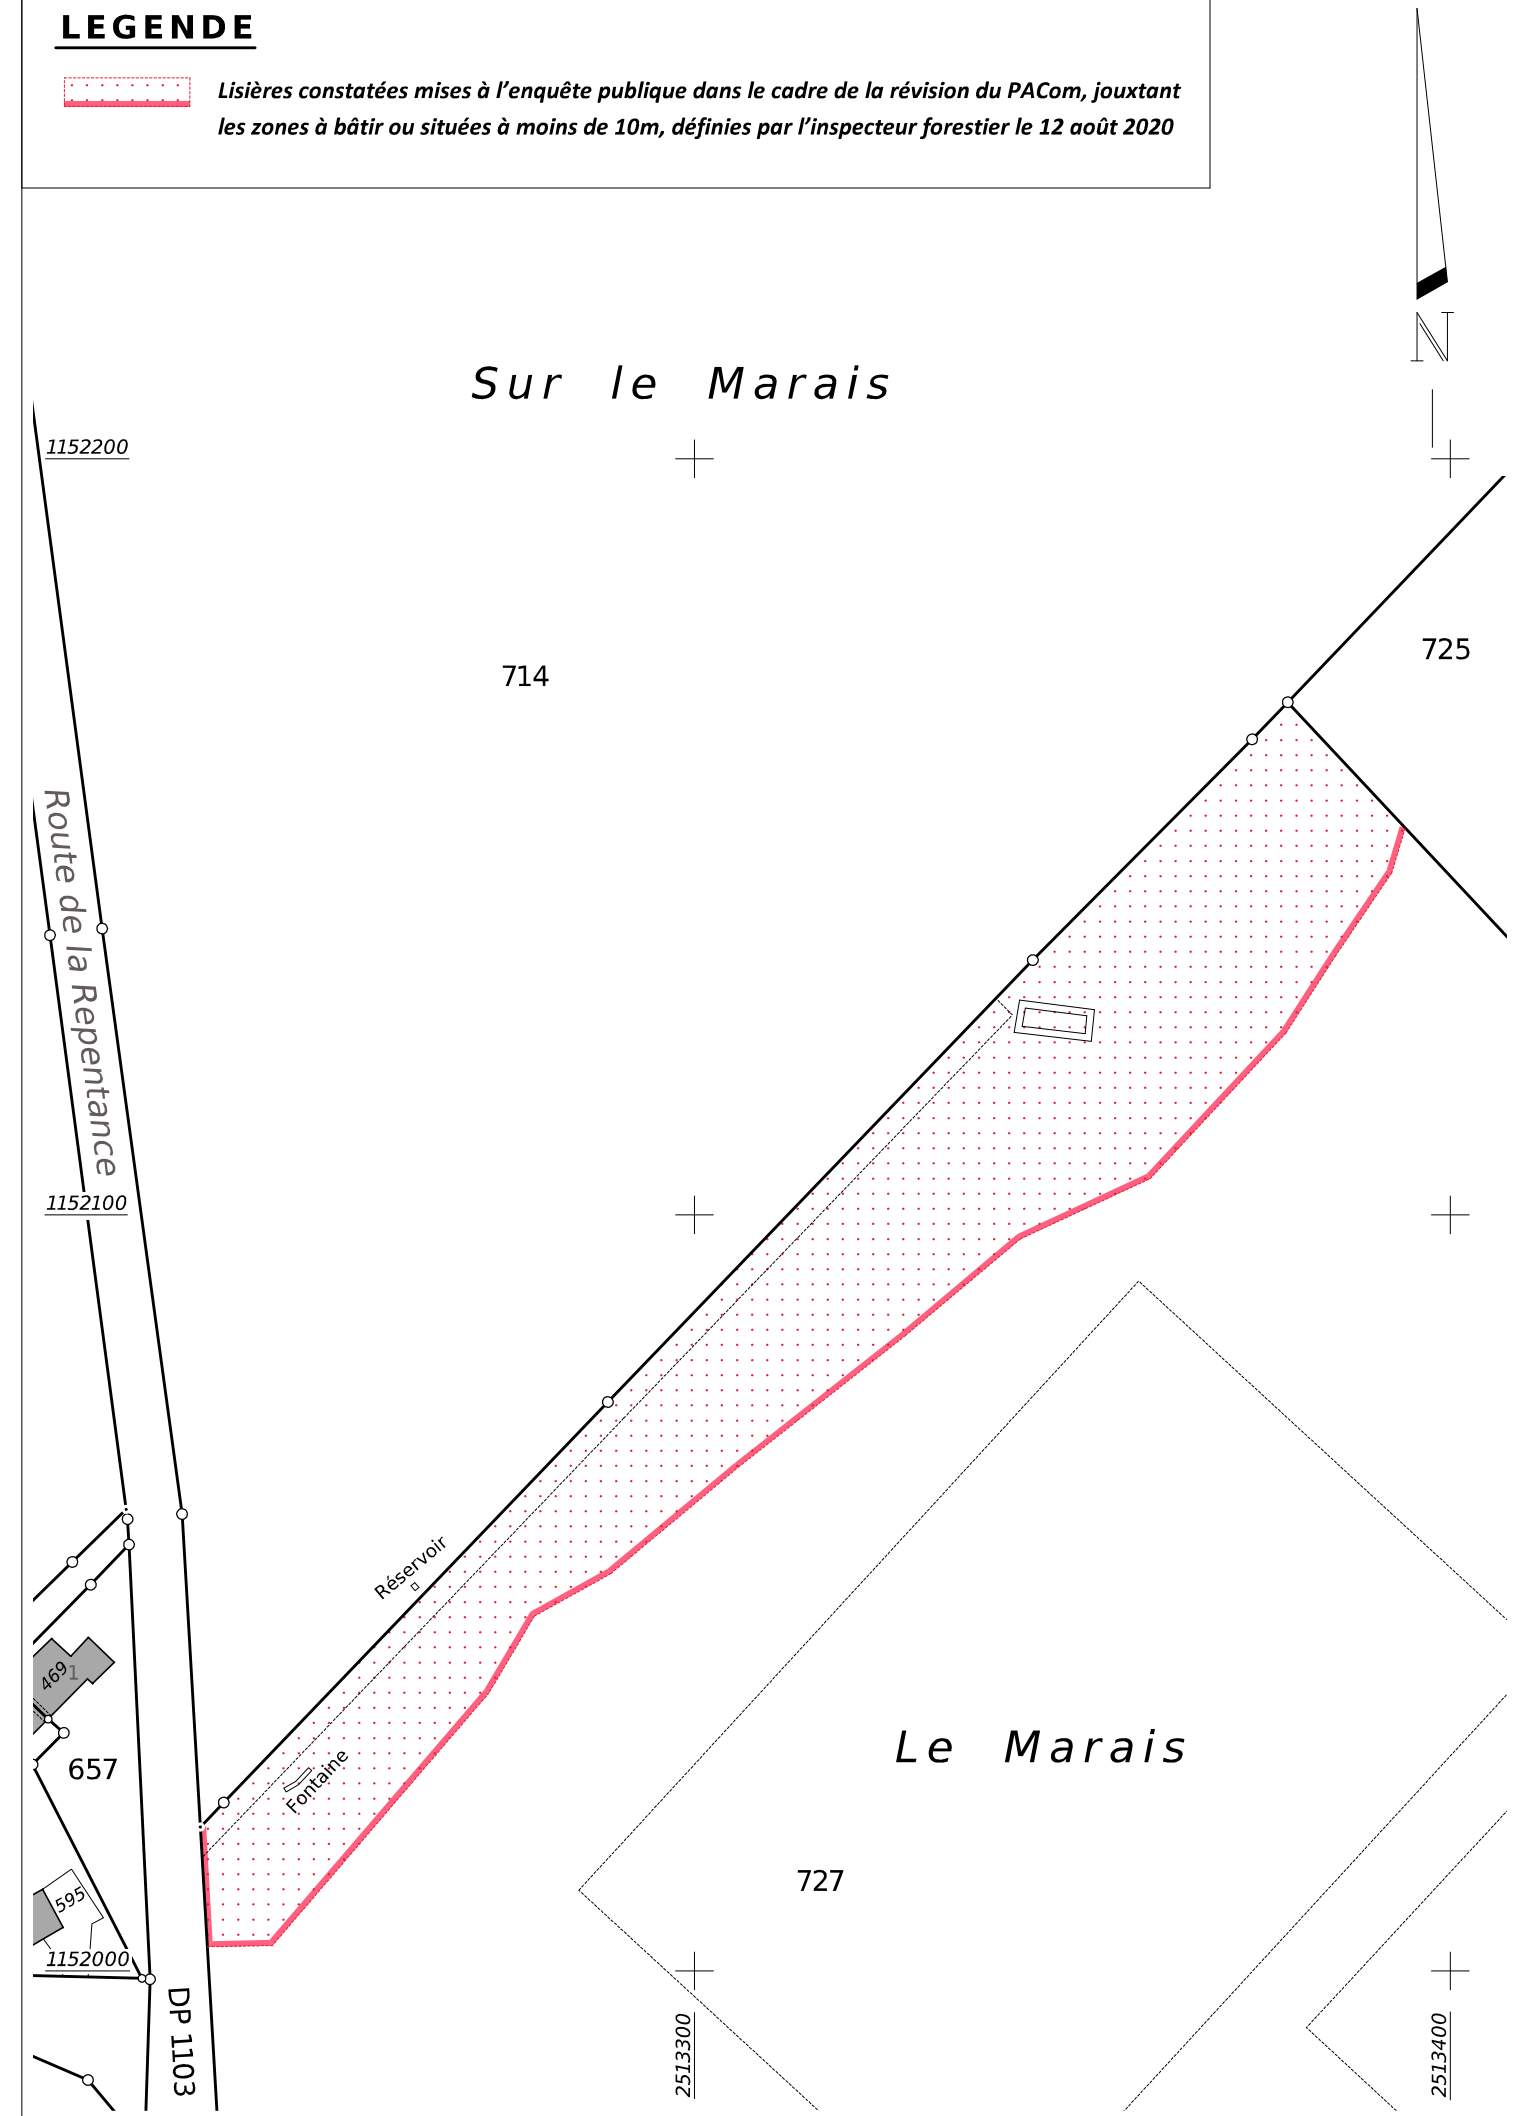 LEGENDE
Lisières constatées mises à l’enquête publique dans le cadre de la révision du PACom, jouxtant
les zones à bâtir ou situées à moins de 10m, définies par l’inspecteur forestier le 12 août 2020
N
Sur le Marais
1152200
725
714
Route de la Repentance
1152100
Réservoir
469
1
Le Marais
657
Fontaine
727
595
1152000
DP 1103
2513300
2513400